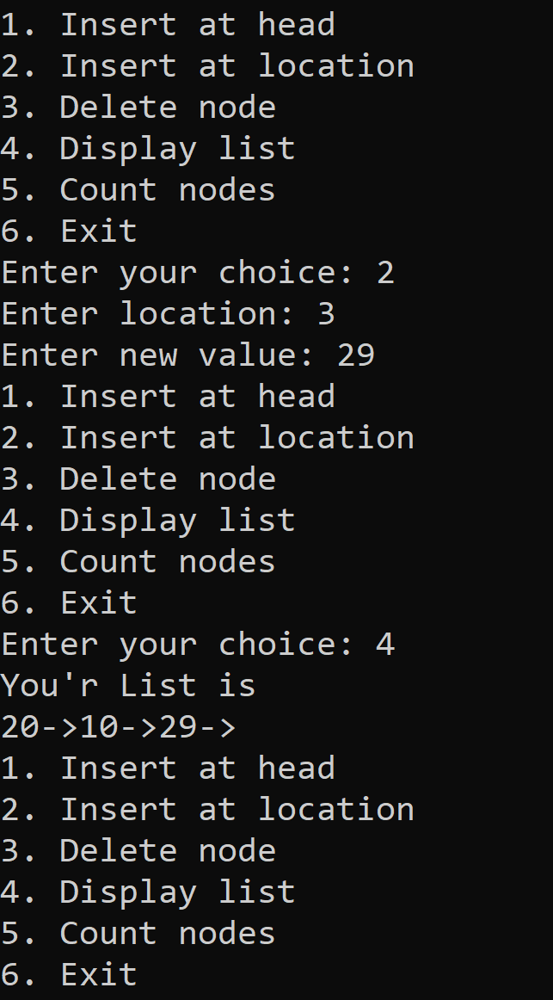 1. Insert at head
2. Insert at location
3. Delete node
4. Display list
5. Count nodes
6. Exit
Enter your choice: 2
Enter location: 3
Enter new value: 29
1. Insert at head
2. Insert at location
3. Delete node
4. Display list
5. Count nodes
6. Exit
Enter your choice: 4
You'r List is
20->10->29->
1. Insert at head
2. Insert at location
3. Delete node
4. Display list
5. Count nodes
6. Exit